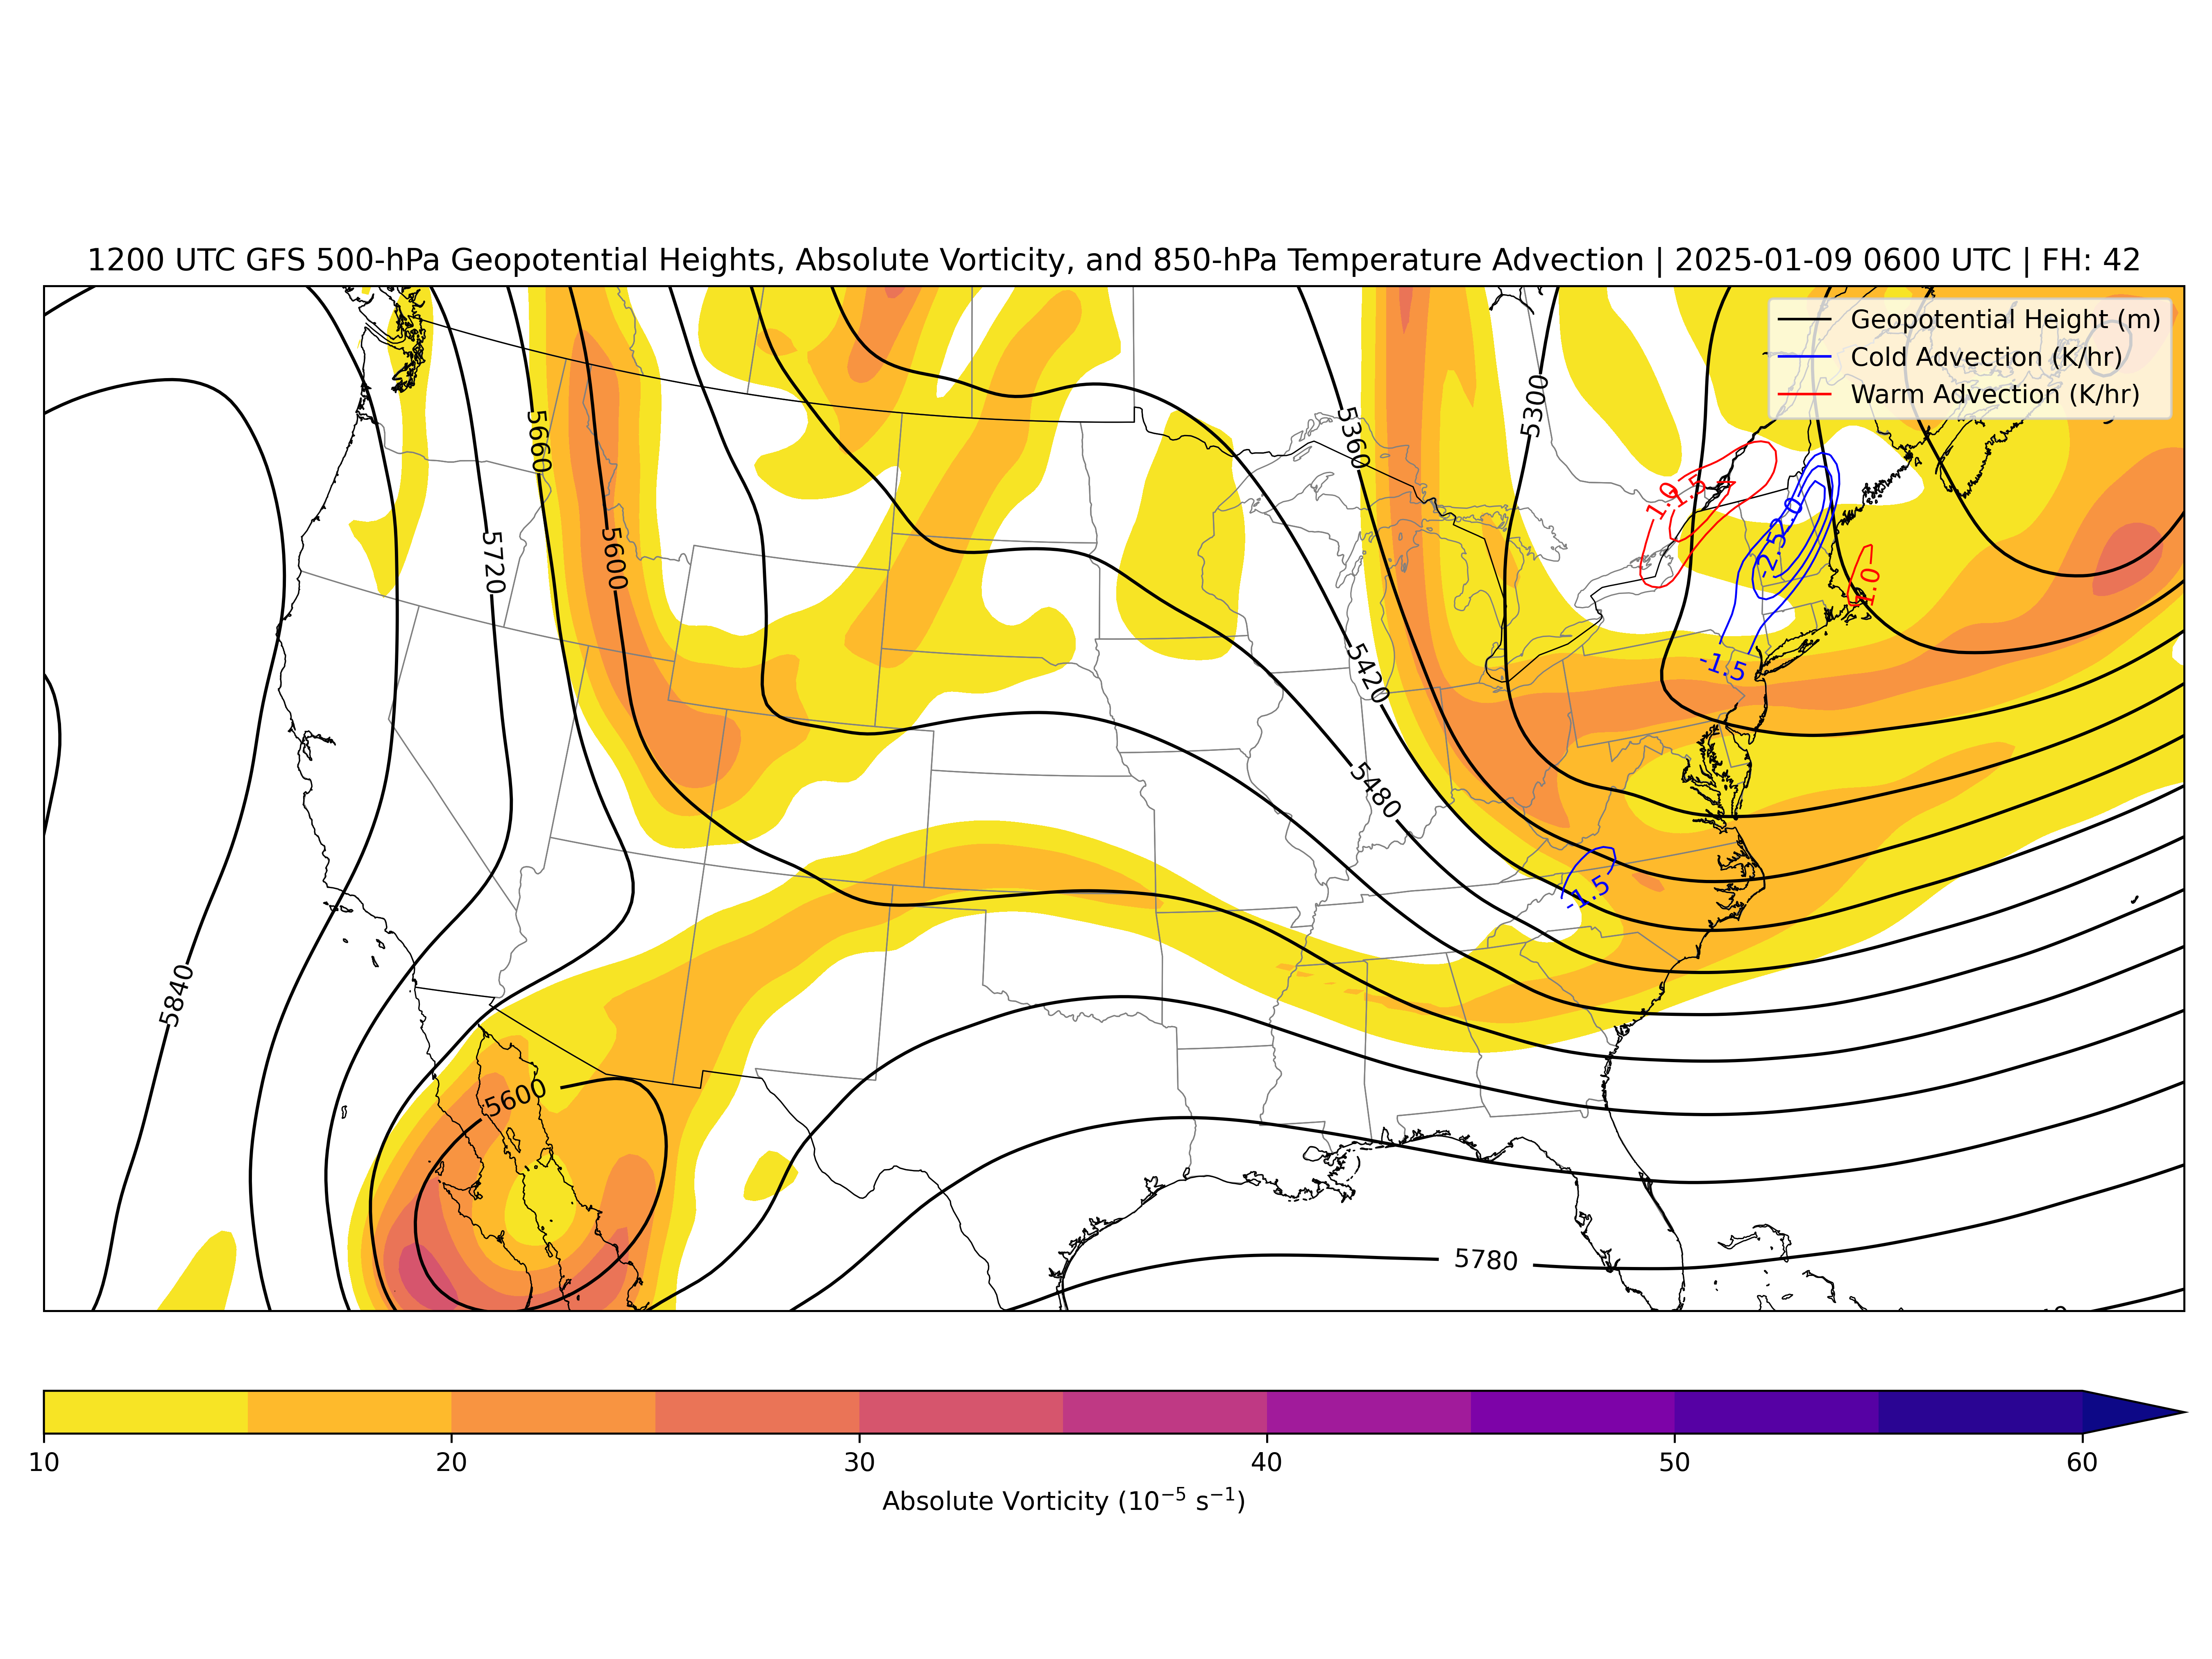 1200 UTC GFS 500-hPa Geopotential Heights, Absolute Vorticity, and 850-hPa Temperature Advection | 2025-01-09 0600 UTC | FH: 42
Geopotential Height (m)
Cold Advection (K/hr)
Warm Advection (K/hr)
5300
5360
5660
1.0
1.5
-2.0
-2.5
5720
5600
1.0
-1.5
5420
5480
-1.5
5840
5600
5780
10 20 30 40 50 60
Absolute Vorticity (10⁻⁵ s⁻¹)